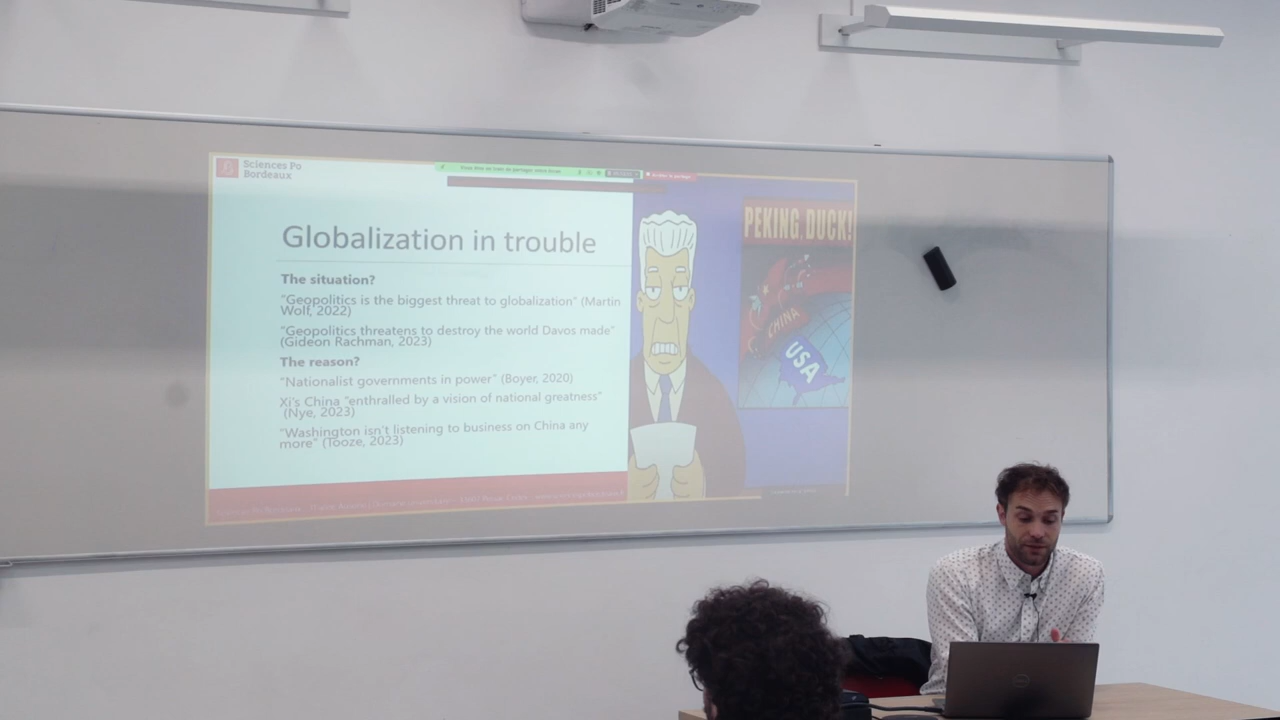 Sciences Po
Bordeaux
Globalization in trouble
The situation?
"Geopolitics is the biggest threat to globalization" (Martin
Wolf, 2022)
"Geopolitics threatens to destroy the world Davos made"
(Gideon Rachman, 2023)
The reason?
"Nationalist governments in power" (Boyer, 2020)
Xi's China "enthralled by a vision of national greatness"
(Nye, 2023)
"Washington isn't listening to business on China any
more" (Tooze, 2023)
PEKING DUCK!
CHINA
USA
DELL